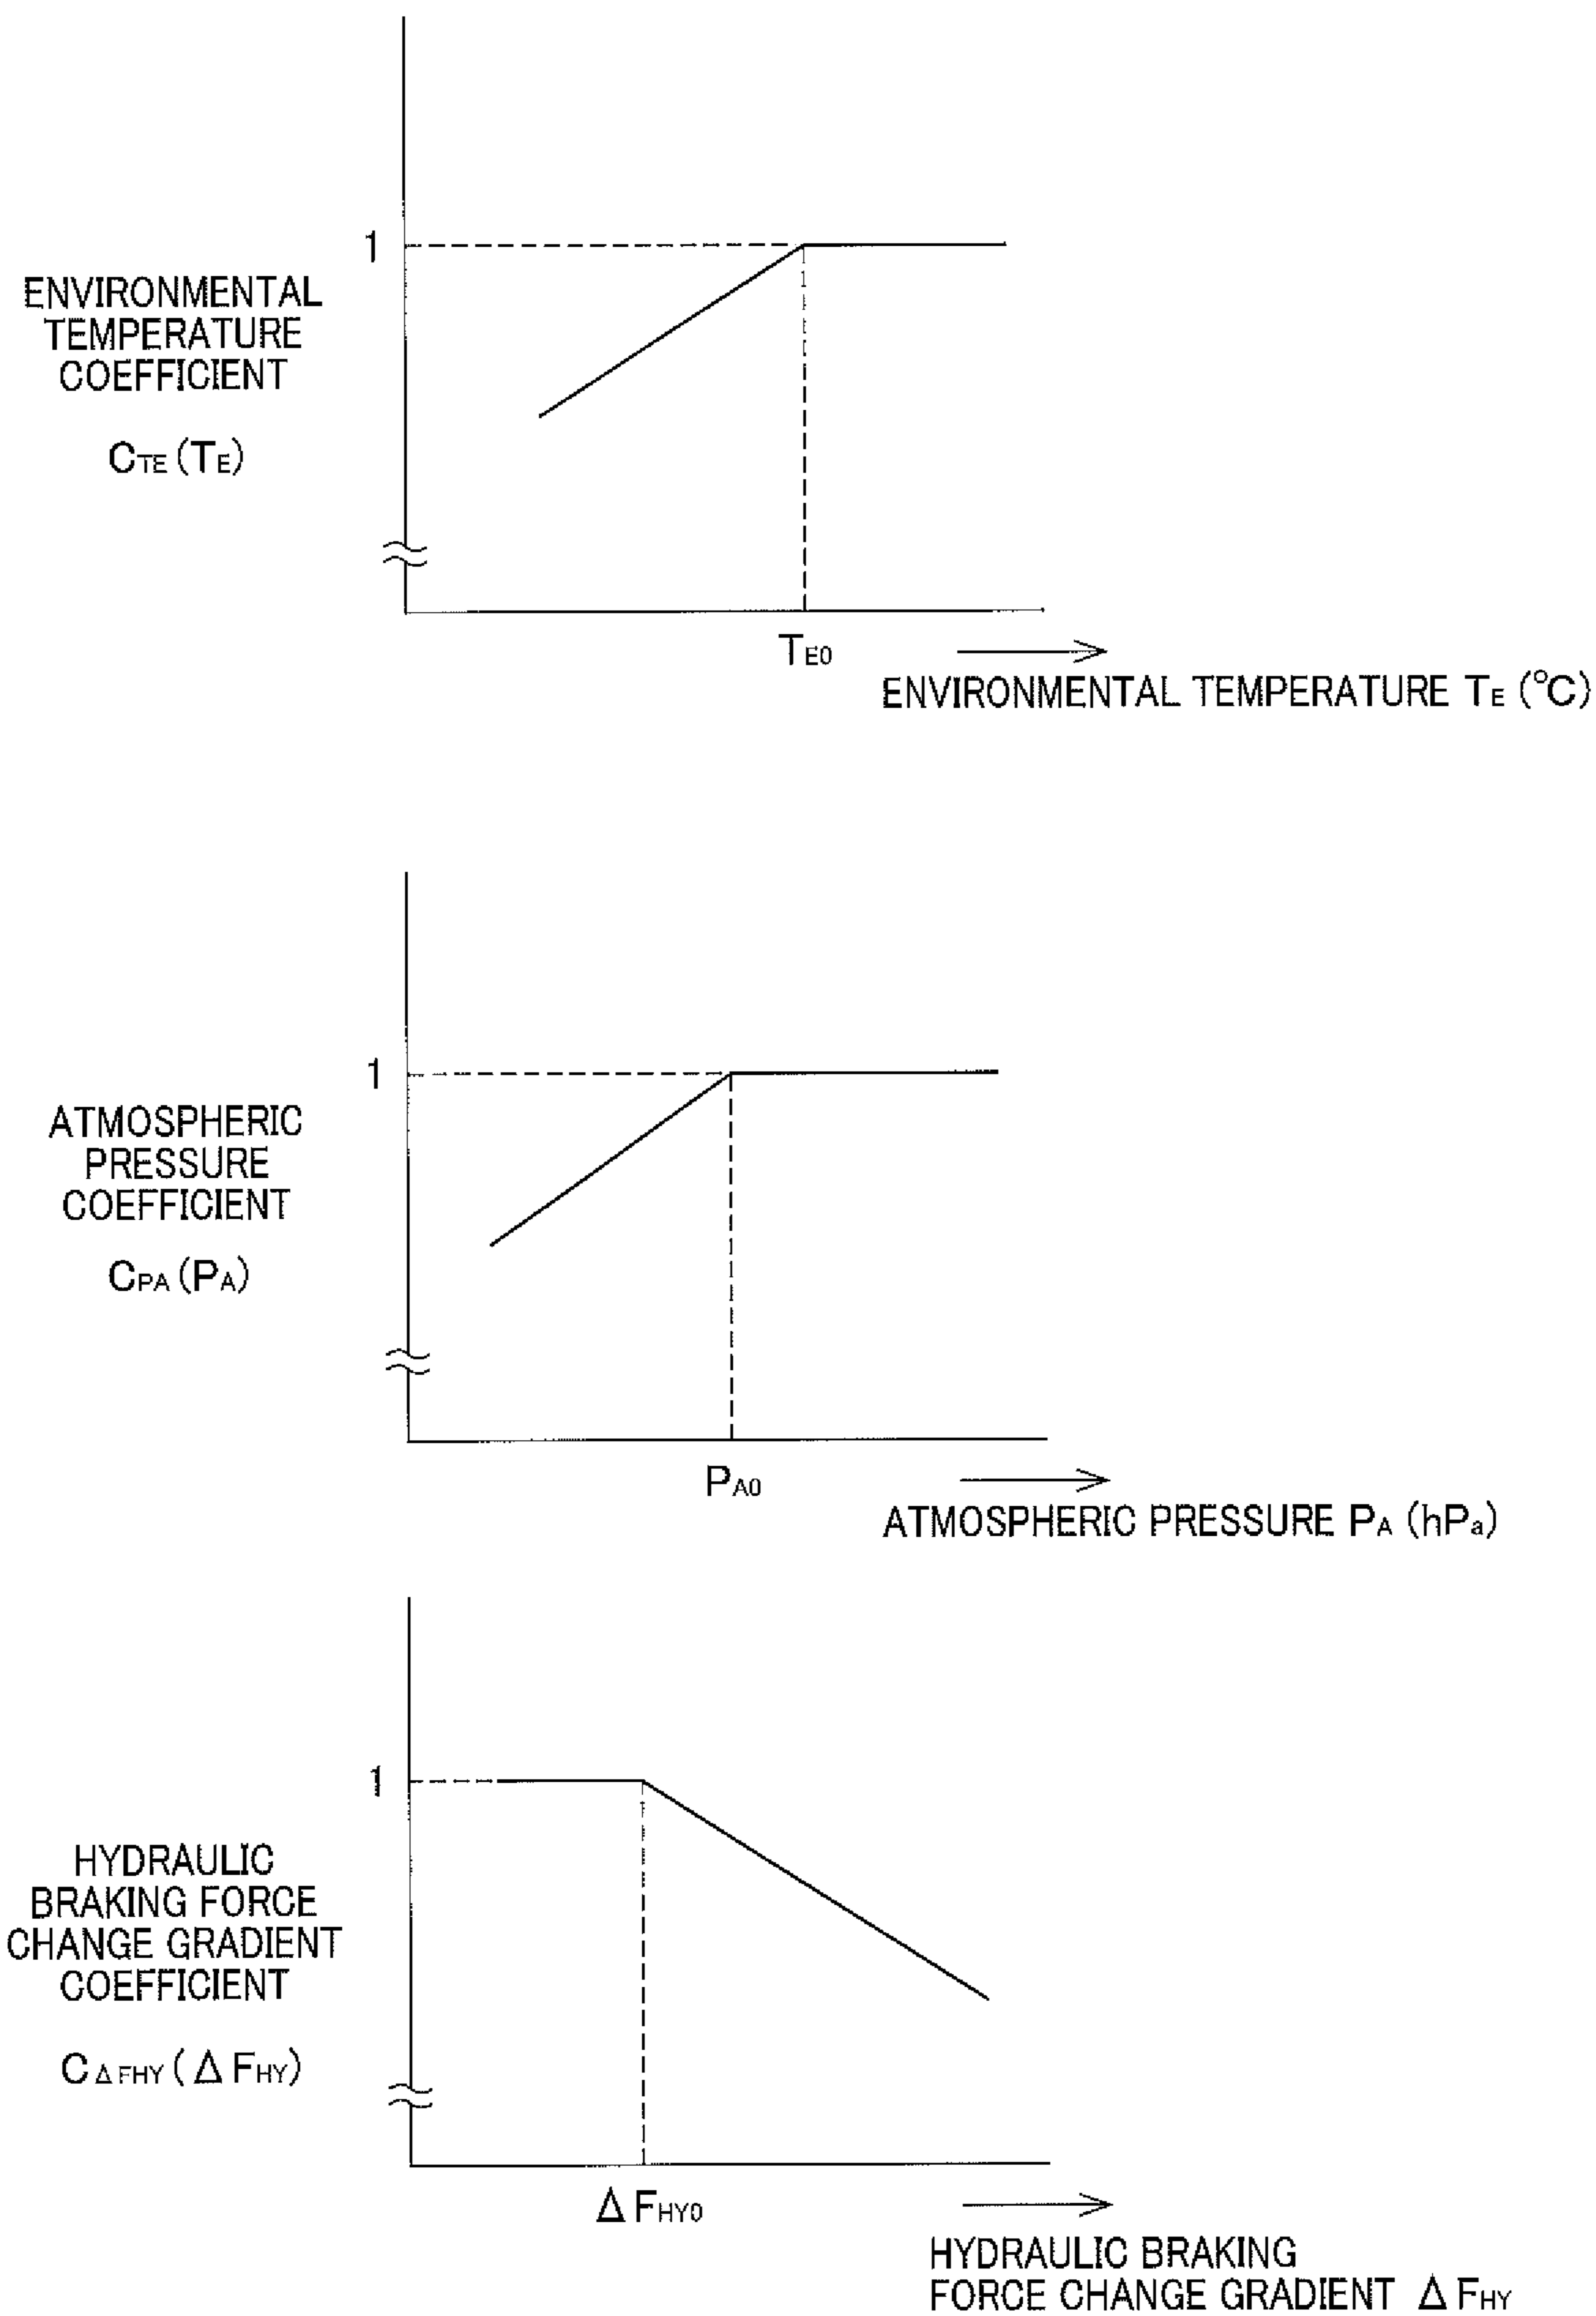 1
ENVIRONMENTAL
TEMPERATURE
COEFFICIENT
CTE (TE)
TE0
ENVIRONMENTAL TEMPERATURE TE (℃)
1
ATMOSPHERIC
PRESSURE
COEFFICIENT
CPA (PA)
PA0
ATMOSPHERIC PRESSURE PA (hPa)
1
HYDRAULIC
BRAKING FORCE
CHANGE GRADIENT
COEFFICIENT
CΔFHY (ΔFHY)
ΔFHY0
HYDRAULIC BRAKING
FORCE CHANGE GRADIENT ΔFHY